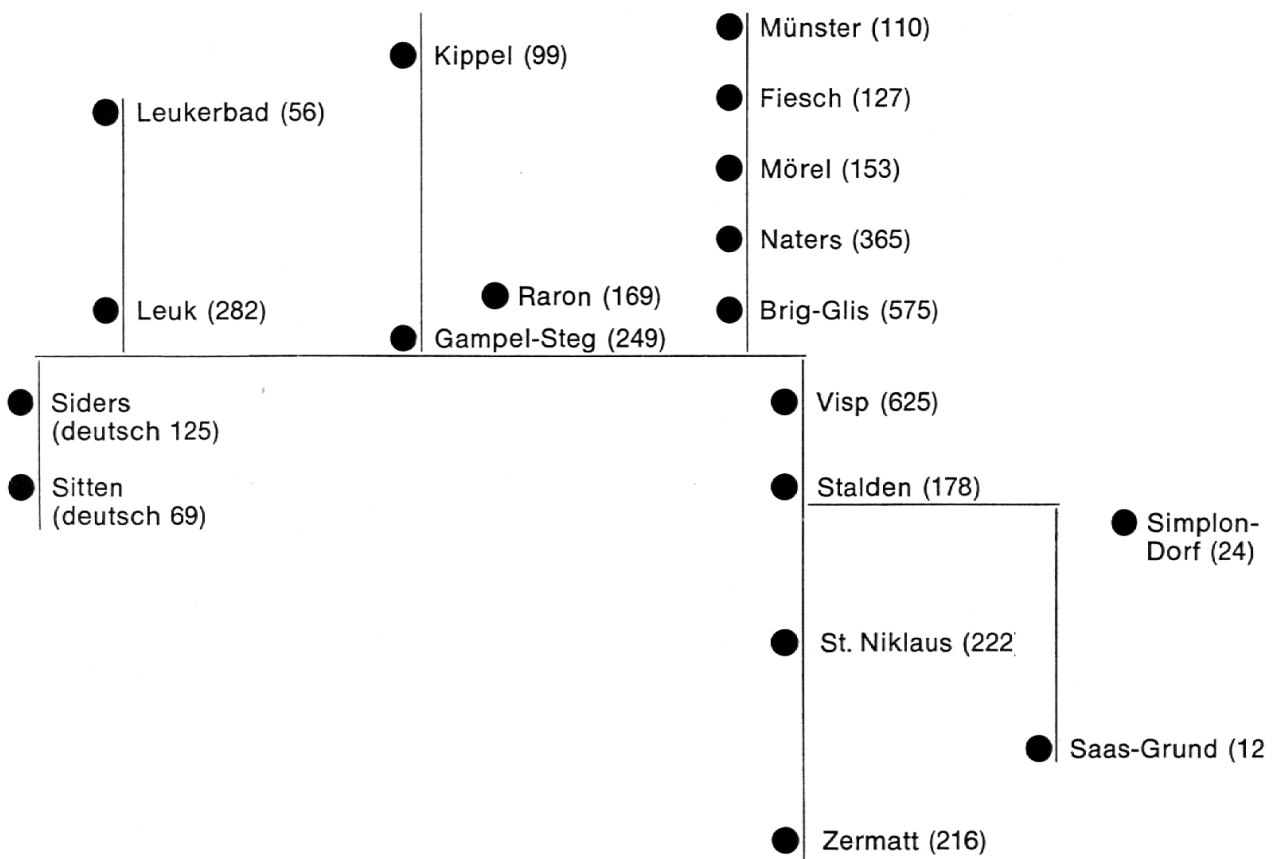 Münster (110)
Kippel (99)
Fiesch (127)
Leukerbad (56)
Mörel (153)
Naters (365)
Raron (169)
Leuk (282)
Brig-Glis (575)
Gampel-Steg (249)
Siders
(deutsch 125)
Visp (625)
Sitten
(deutsch 69)
Stalden (178)
Simplon-
Dorf (24)
St. Niklaus (222
Saas-Grund (12
Zermatt (216)